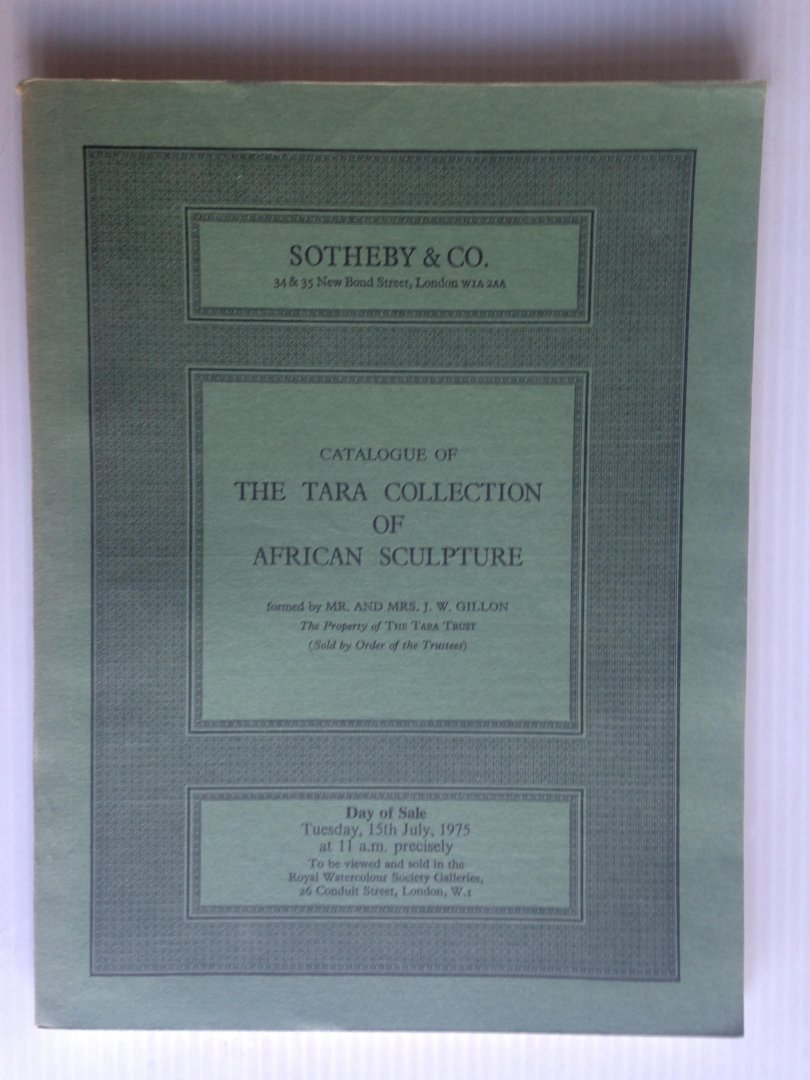 SOTHEBY & CO.
34 & 35 New Bond Street, London W1A 2AA
CATALOGUE OF
THE TARA COLLECTION
OF
AFRICAN SCULPTURE
formed by MR. AND MRS. J. W. GILLON
The Property of THE TARA TRUST
(Sold by Order of the Trustees)
Day of Sale
Tuesday, 15th July, 1975
at 11 a.m. precisely
To be viewed and sold in the
Royal Watercolour Society Galleries,
26 Conduit Street, London, W.1